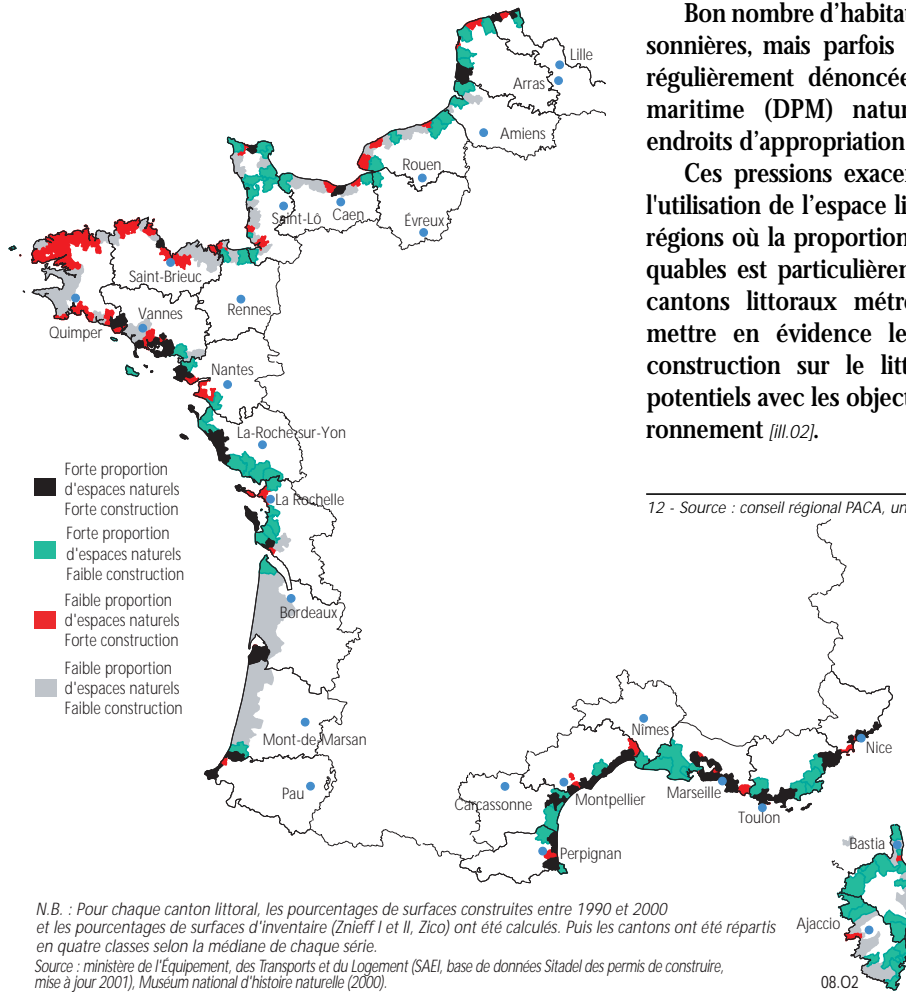 Bon nombre d'habitat
sonnières, mais parfois
régulièrement dénoncée
maritime (DPM) natur
endroits d'appropriation
Ces pressions exacer
l'utilisation de l'espace li
régions où la proportion
quables est particulièren
cantons littoraux métro
mettre en évidence le
construction sur le litt
potentiels avec les object
ronnement [ill.02].
12 - Source : conseil régional PACA, un
Lille
Arras
Amiens
Rouen
Saint-Lô
Caen
Évreux
Saint-Brieuc
Rennes
Quimper
Vannes
Nantes
La-Roche-sur-Yon
La Rochelle
Bordeaux
Mont-de-Marsan
Pau
Forte proportion
d'espaces naturels
Forte construction
Forte proportion
d'espaces naturels
Faible construction
Faible proportion
d'espaces naturels
Forte construction
Faible proportion
d'espaces naturels
Faible construction
Nîmes
Nice
Carcassonne
Montpellier
Marseille
Toulon
Perpignan
Bastia
Ajaccio
N.B. : Pour chaque canton littoral, les pourcentages de surfaces construites entre 1990 et 2000
et les pourcentages de surfaces d'inventaire (Znieff I et II, Zico) ont été calculés. Puis les cantons ont été répartis
en quatre classes selon la médiane de chaque série.
Source : ministère de l'Équipement, des Transports et du Logement (SAEI, base de données Sitadel des permis de construire,
mise à jour 2001), Muséum national d'histoire naturelle (2000).
08.O2